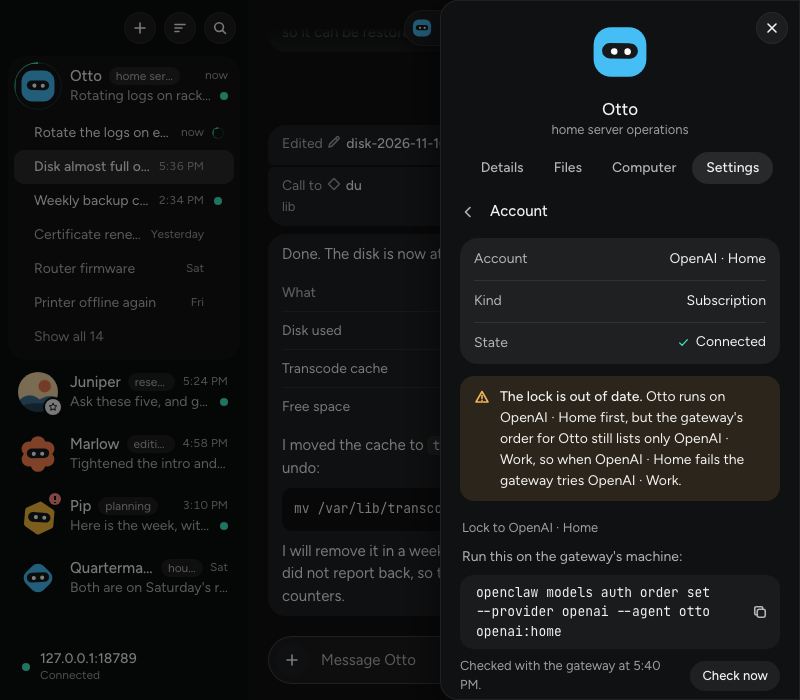 Otto
home ser...
now
Rotating logs on rack...
Rotate the logs on e...
now
Disk almost full o...
5:36 PM
Weekly backup c...
2:34 PM
Certificate rene...
Yesterday
Router firmware
Sat
Printer offline again
Fri
Show all 14
Juniper
rese...
5:24 PM
Ask these five, and g...
Marlow
editi...
4:58 PM
Tightened the intro and...
Pip
planning
3:10 PM
Here is the week, wit...
Quarterma...
hou...
Sat
Both are on Saturday's r...
127.0.0.1:18789
Connected
so it can be restor
Edited
disk-2026-11-1
Call to
du
lib
Done. The disk is now at
What
Disk used
Transcode cache
Free space
I moved the cache to
undo:
mv /var/lib/transco
I will remove it in a week
did not report back, so t
counters.
Message Otto
Otto
home server operations
Details
Files
Computer
Settings
Account
Account
OpenAI · Home
Kind
Subscription
State
Connected
The lock is out of date. Otto runs on
OpenAI · Home first, but the gateway's
order for Otto still lists only OpenAI ·
Work, so when OpenAI · Home fails the
gateway tries OpenAI · Work.
Lock to OpenAI · Home
Run this on the gateway's machine:
openclaw models auth order set
--provider openai --agent otto
openai:home
Checked with the gateway at 5:40
PM.
Check now